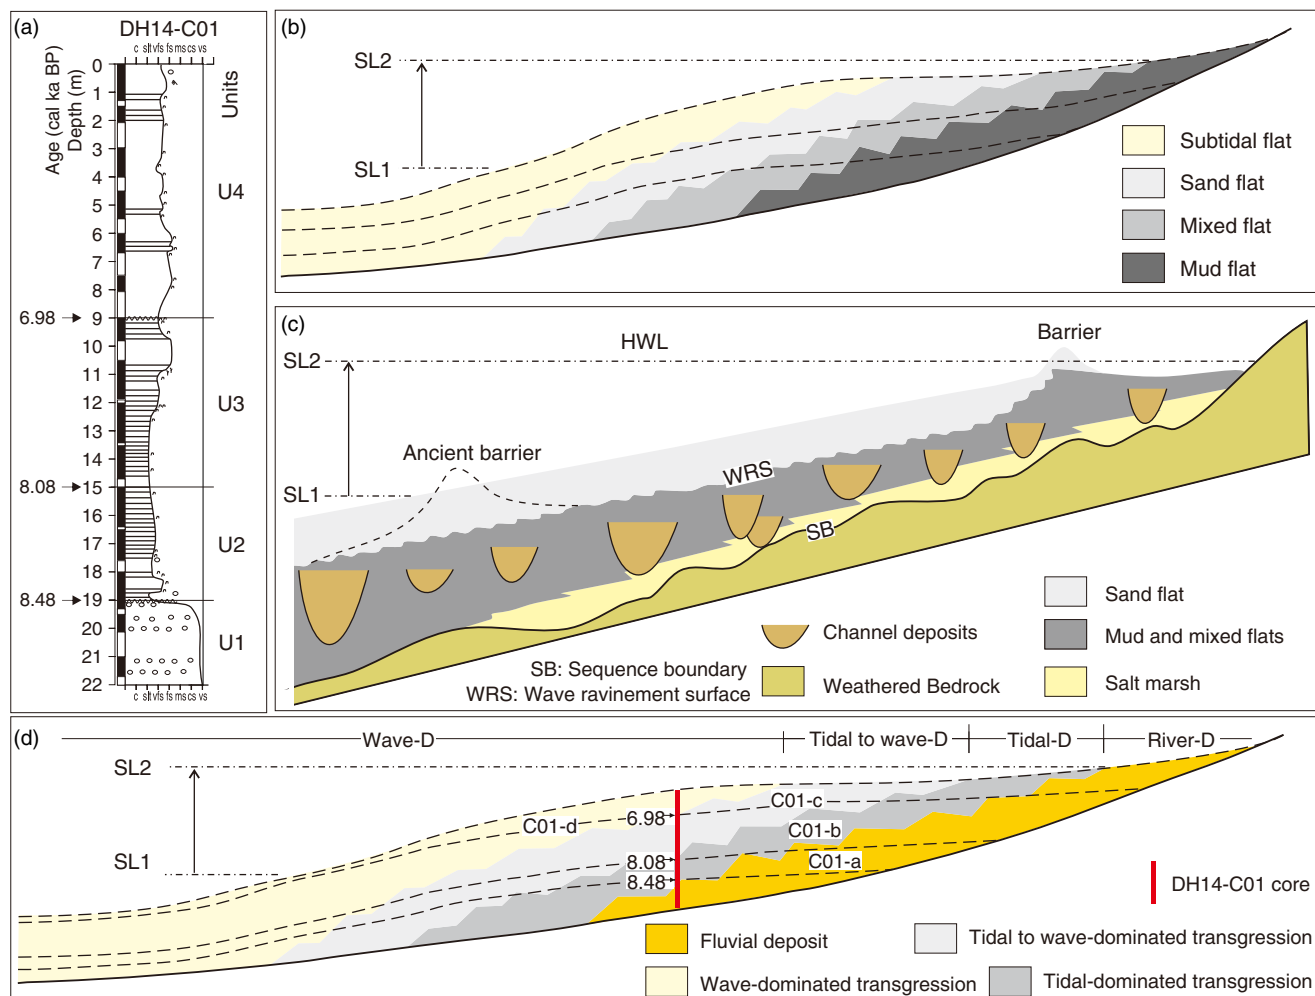 (a)
DH14-C01
c slt vfs fs ms cs vs
Age (cal ka BP)
Depth (m)
Units
0
1
2
3
4
5
6
7
8
9
10
11
12
13
14
15
16
17
18
19
20
21
22
6.98
8.08
8.48
U4
U3
U2
U1
c slt vfs fs ms cs vs
(b)
SL2
SL1
Subtidal flat
Sand flat
Mixed flat
Mud flat
(c)
HWL
Barrier
SL2
Ancient barrier
SL1
WRS
SB
Sand flat
Channel deposits
Mud and mixed flats
SB: Sequence boundary
WRS: Wave ravinement surface
Weathered Bedrock
Salt marsh
(d)
Wave-D
Tidal to wave-D
Tidal-D
River-D
SL2
C01-c
6.98
C01-d
C01-b
SL1
8.08
C01-a
8.48
DH14-C01 core
Fluvial deposit
Tidal to wave-dominated transgression
Wave-dominated transgression
Tidal-dominated transgression